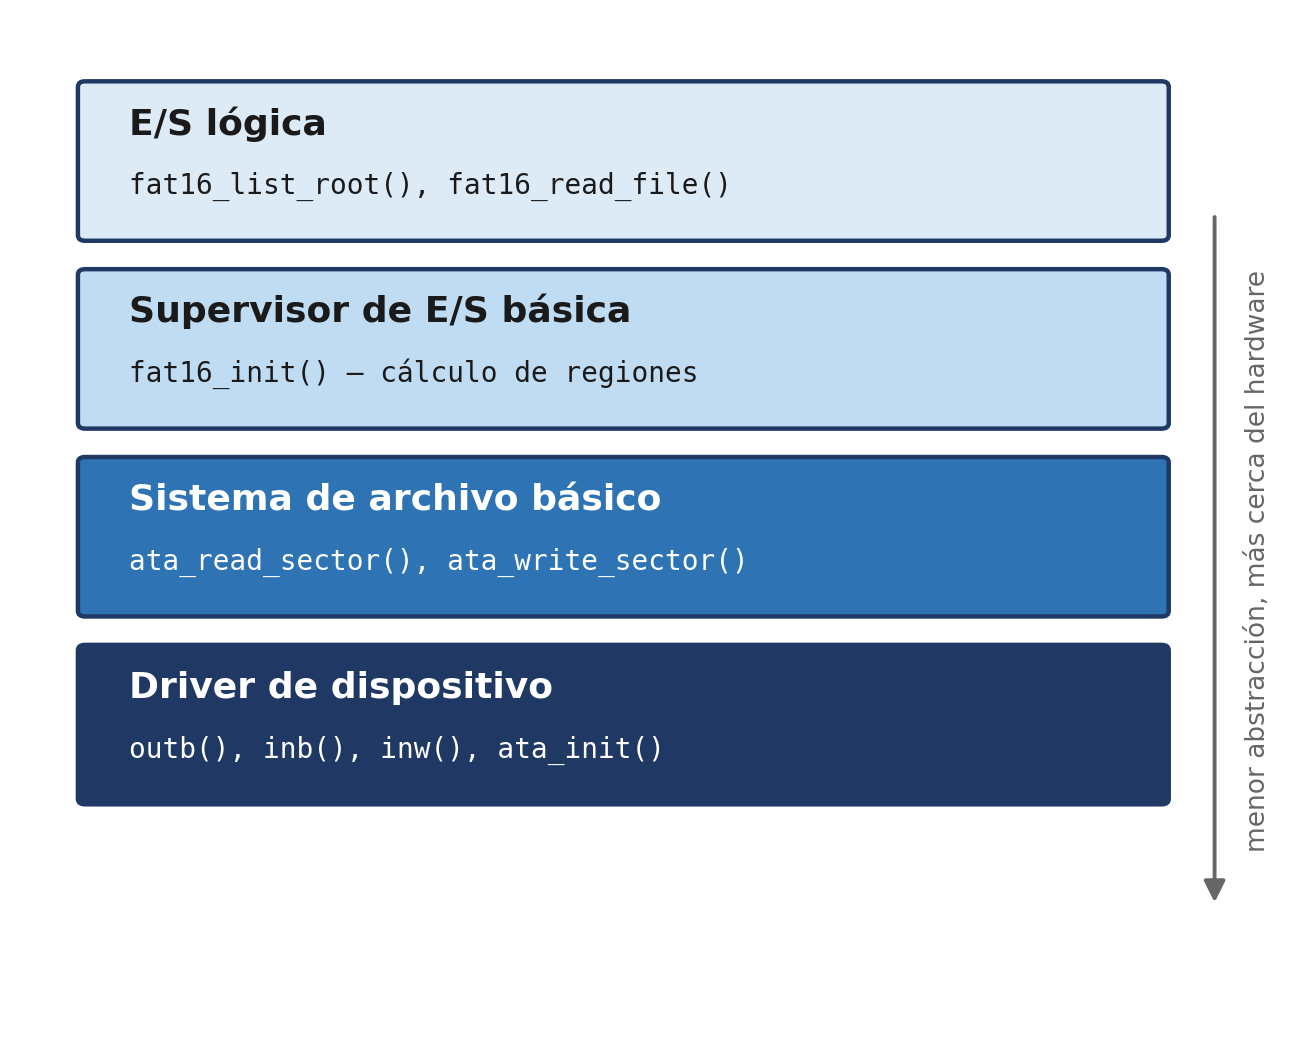 E/S lógica
fat16_list_root(), fat16_read_file()
Supervisor de E/S básica
fat16_init() — cálculo de regiones
Sistema de archivo básico
ata_read_sector(), ata_write_sector()
Driver de dispositivo
outb(), inb(), inw(), ata_init()
menor abstracción, más cerca del hardware